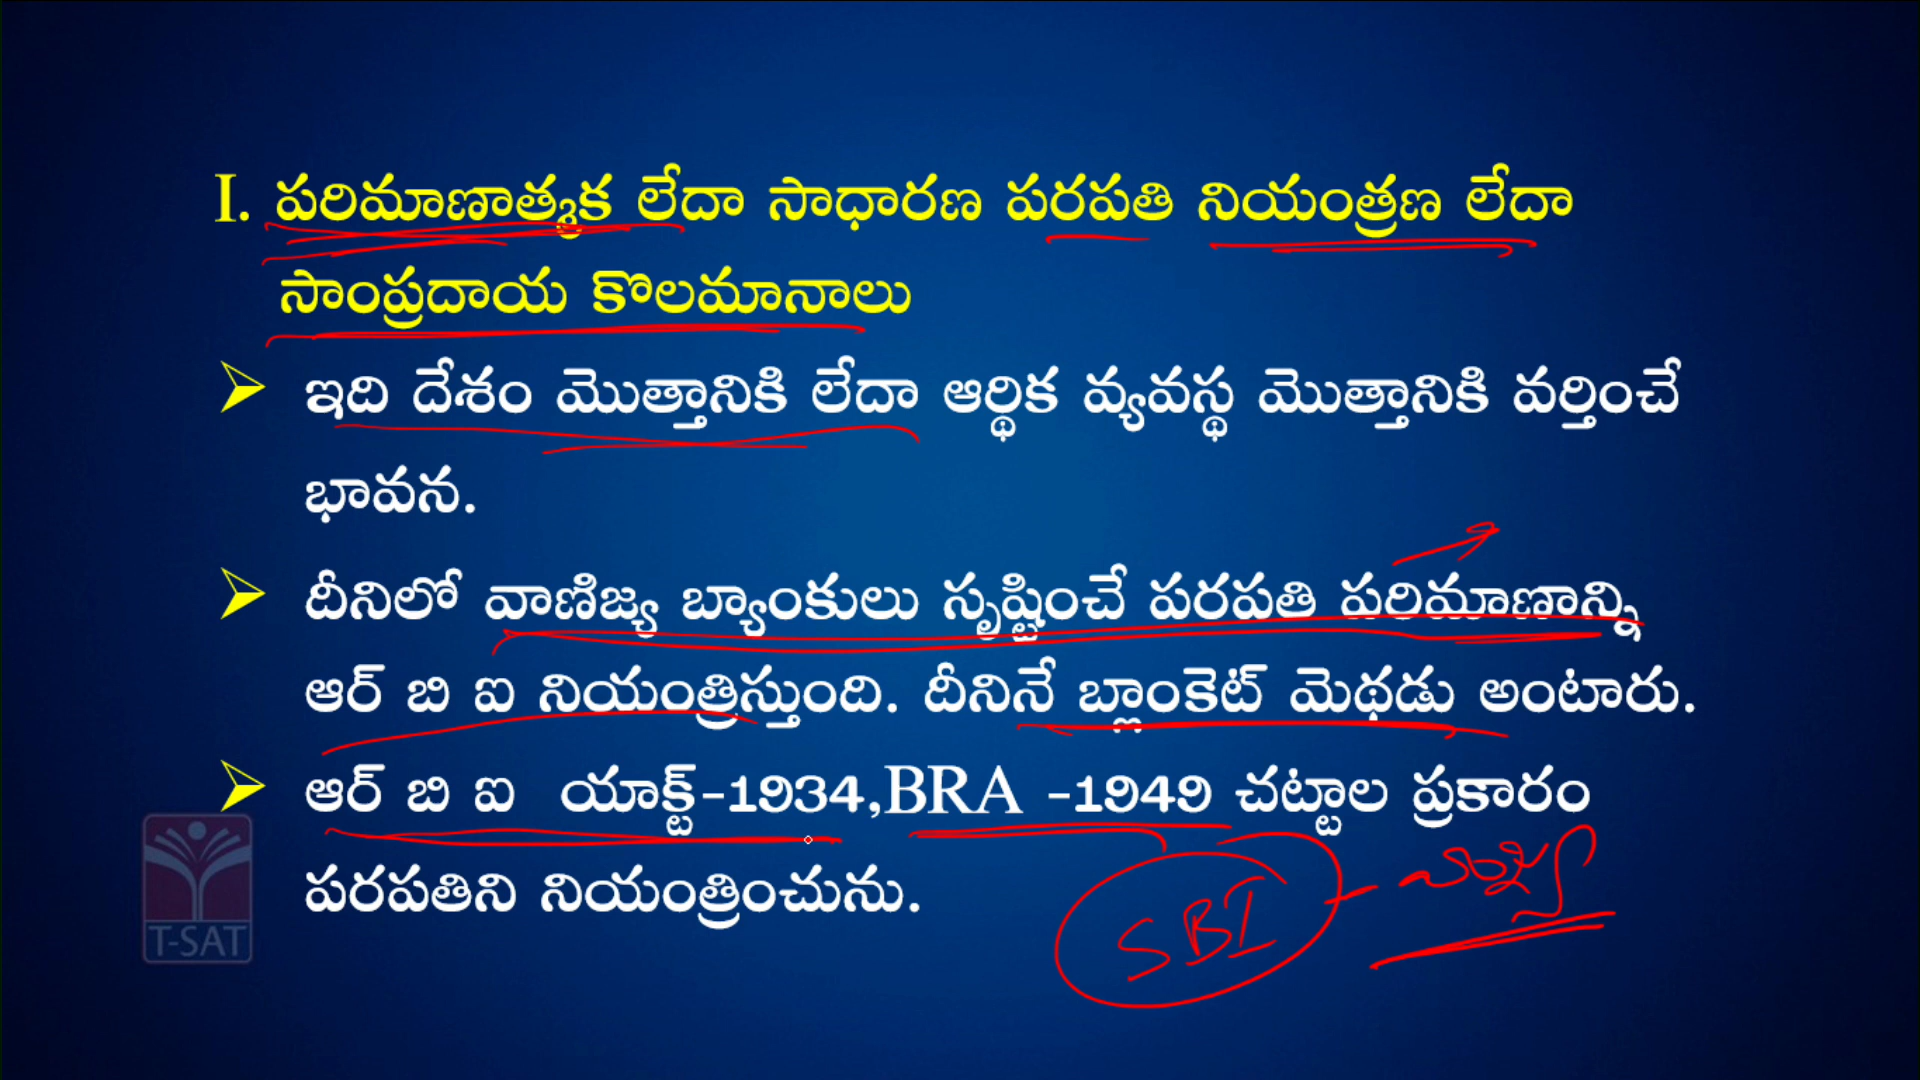 I. పరిమాణాత్మక లేదా సాధారణ పరపతి నియంత్రణ లేదా
సాంప్రదాయ కొలమానాలు
ఇది దేశం మొత్తానికి లేదా ఆర్థిక వ్యవస్థ మొత్తానికి వర్తించే
భావన.
దీనిలో వాణిజ్య బ్యాంకులు సృష్టించే పరపతి పరిమాణాన్ని
ఆర్ బి ఐ నియంత్రిస్తుంది. దీనినే బ్లాంకెట్ మెథడు అంటారు.
ఆర్ బి ఐ యాక్ట్-1934,BRA -1949 చట్టాల ప్రకారం
పరపతిని నియంత్రించును.
SBI -
T-SAT